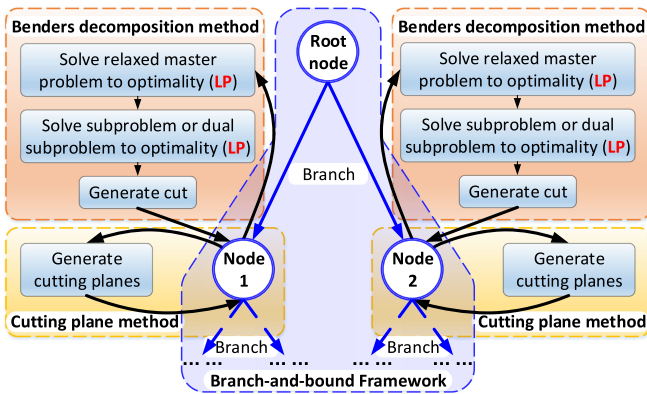 Benders decomposition method
Solve relaxed master
problem to optimality (LP)
Solve subproblem or dual
subproblem to optimality (LP)
Generate cut
Generate
cutting planes
Cutting plane method
Root
node
Branch
Node
1
Node
2
Branch
Branch
... ...
... ...
... ...
... ...
Branch-and-bound Framework
Benders decomposition method
Solve relaxed master
problem to optimality (LP)
Solve subproblem or dual
subproblem to optimality (LP)
Generate cut
Generate
cutting planes
Cutting plane method